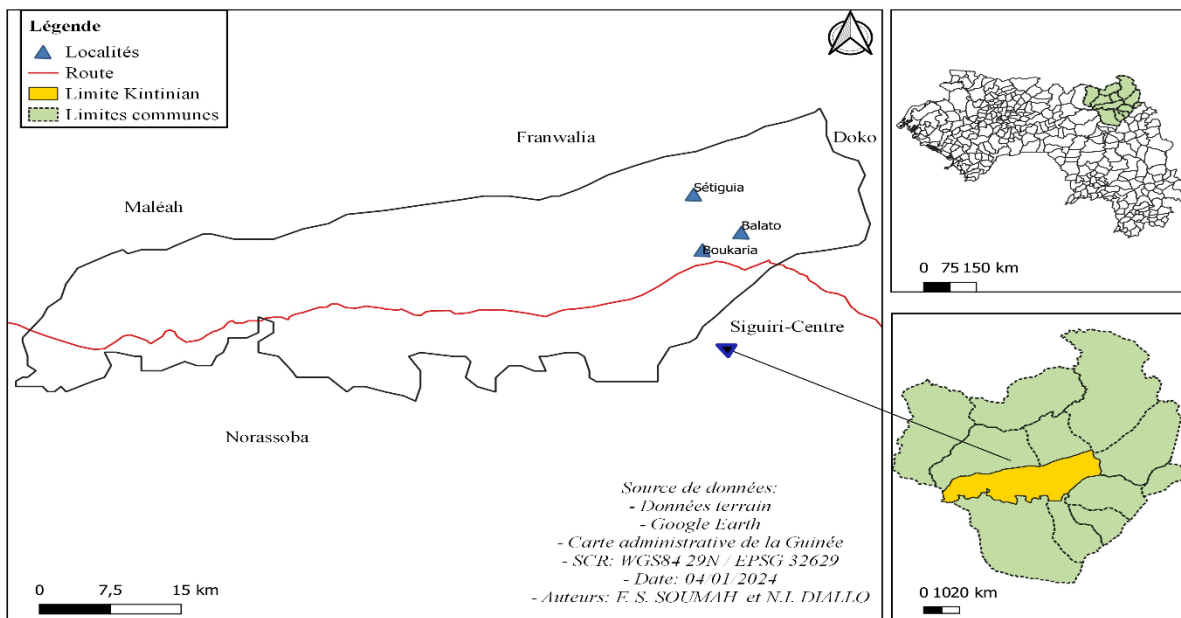 Légende
Localités
Route
Limite Kintinian
Limites communes
Franwalia
Doko
Maléah
Sétiguia
Balato
Boukaria
Siguiri-Centre
Norassoba
Source de données:
- Données terrain
- Google Earth
- Carte administrative de la Guinée
- SCR: WGS84 29N / EPSG 32629
- Date: 04/01/2024
- Auteurs: F. S. SOUMAH et N.I. DIALLO
0 7,5 15 km
0 75 150 km
0 1020 km